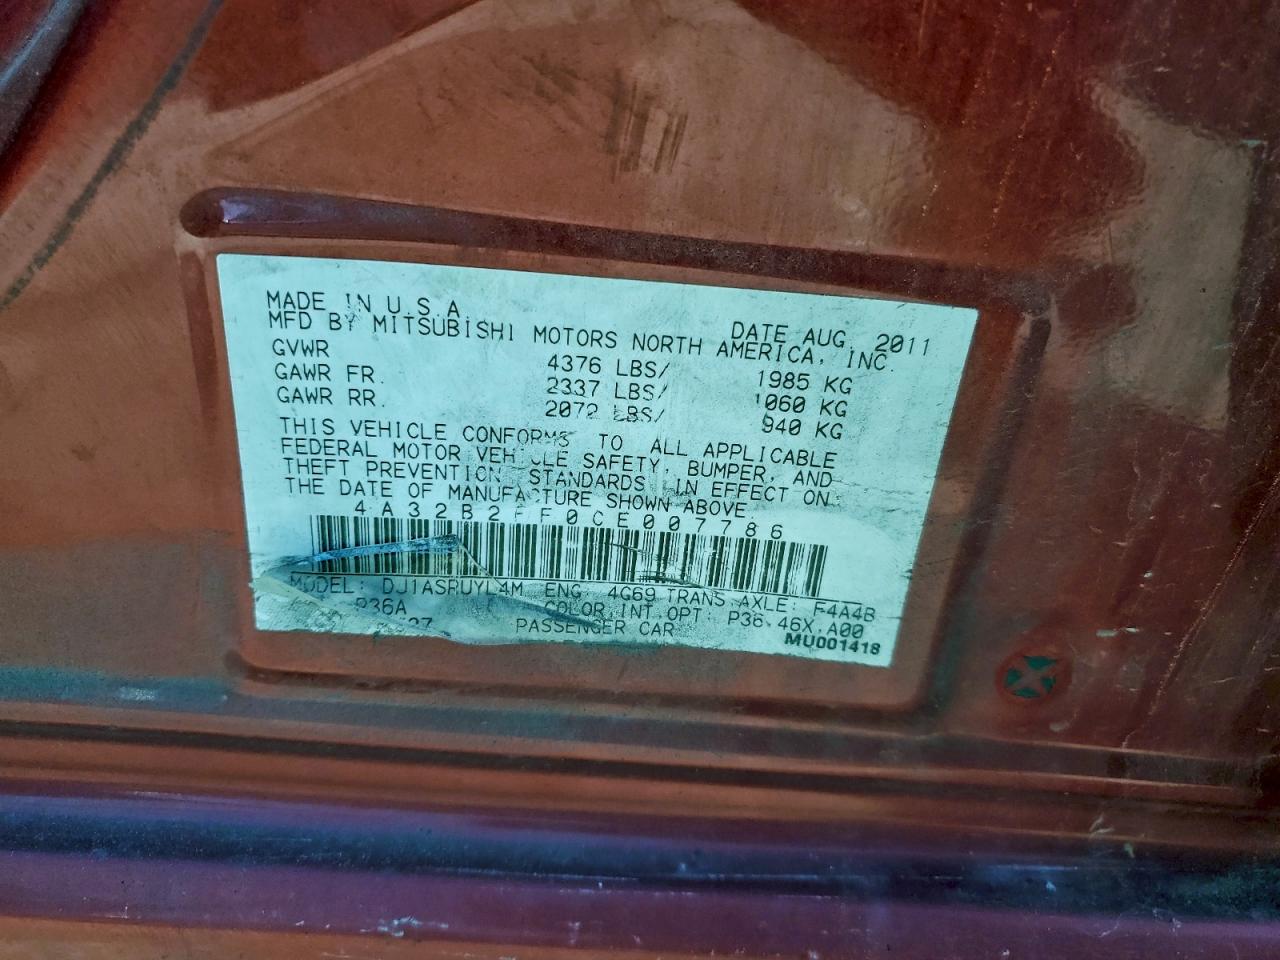 MADE IN U.S.A. DATE AUG. 2011
MFD BY MITSUBISHI MOTORS NORTH AMERICA, INC.
GVWR 4376 LBS/ 1985 KG
GAWR FR. 2337 LBS/ 1060 KG
GAWR RR. 2072 LBS/ 940 KG
THIS VEHICLE CONFORMS TO ALL APPLICABLE
FEDERAL MOTOR VEHICLE SAFETY, BUMPER, AND
THEFT PREVENTION STANDARDS IN EFFECT ON
THE DATE OF MANUFACTURE SHOWN ABOVE.
4A32B2FF0CE007786
MODEL: DJ1ASRUYL4M ENG 4G69 TRANS.AXLE: F4A4B
P36A COLOR.INT.OPT: P36.46X.A00
PASSENGER CAR MU001418